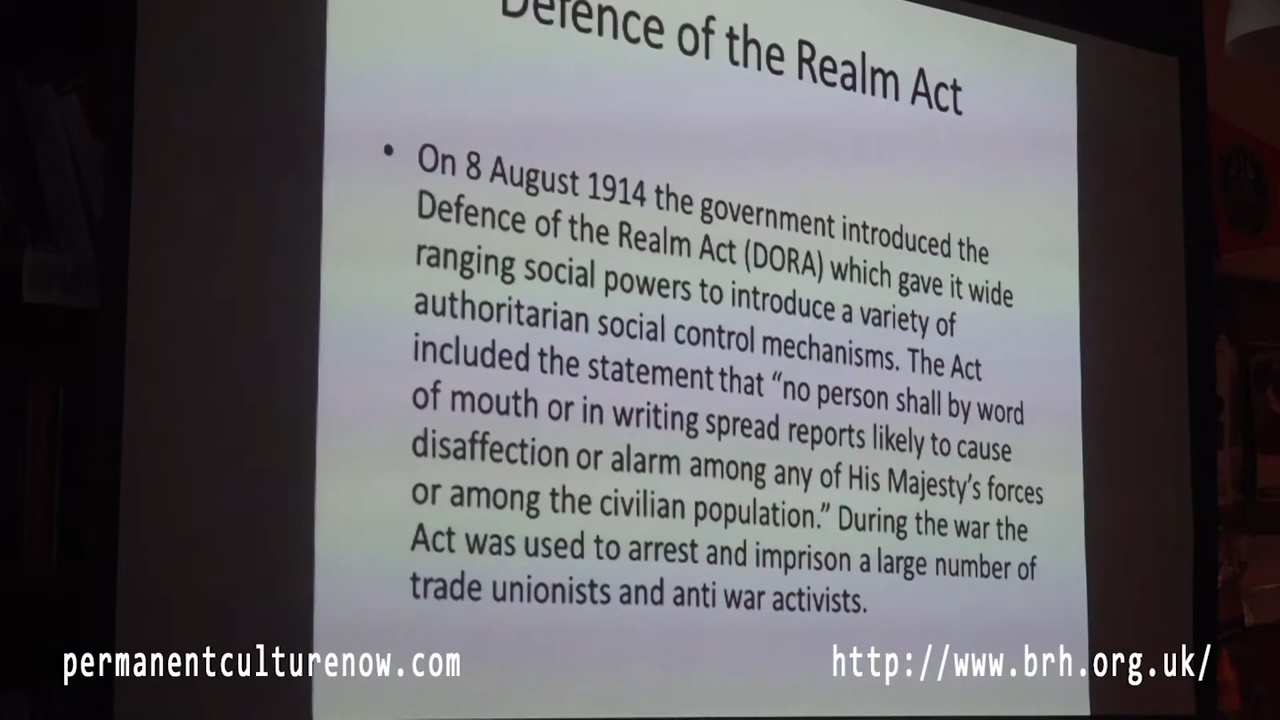 Defence of the Realm Act
• On 8 August 1914 the government introduced the
Defence of the Realm Act (DORA) which gave it wide
ranging social powers to introduce a variety of
authoritarian social control mechanisms. The Act
included the statement that “no person shall by word
of mouth or in writing spread reports likely to cause
disaffection or alarm among any of His Majesty’s forces
or among the civilian population.” During the war the
Act was used to arrest and imprison a large number of
trade unionists and anti war activists.
permanentculturenow.com
http://www.brh.org.uk/